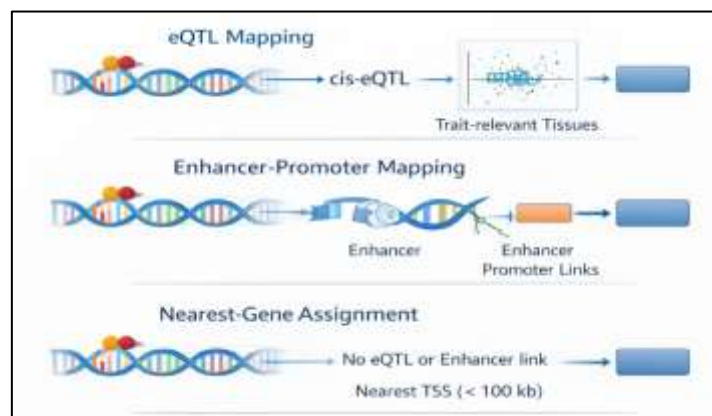 eQTL Mapping
cis-eQTL
Trait-relevant Tissues
Enhancer-Promoter Mapping
Enhancer
Enhancer
Promoter Links
Nearest-Gene Assignment
No eQTL or Enhancer link
Nearest TSS (< 100 kb)